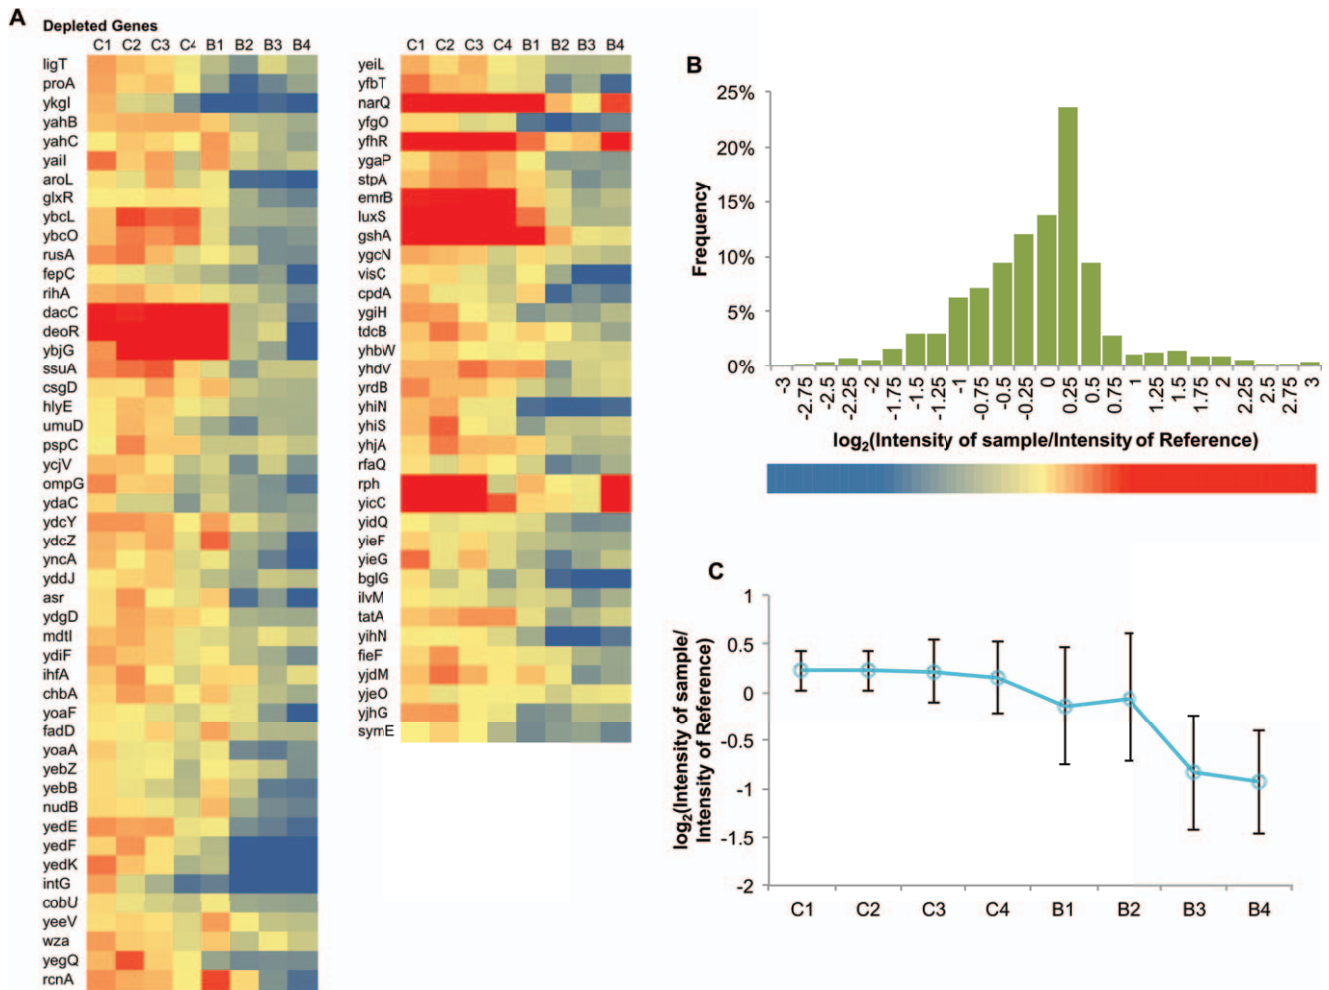 A
Depleted Genes
C1 C2 C3 C4 B1 B2 B3 B4
ligT
proA
ykgI
yahB
yahC
yaiI
aroL
glxR
ybcL
ybcO
rusA
fepC
rihA
dacC
deoR
ybjG
ssuA
csgD
hlyE
umuD
pspC
ycjV
ompG
ydaC
ydcY
ydcZ
yncA
yddJ
asr
ydgD
mdtI
ydiF
ihfA
chbA
yoaF
fadD
yoaA
yebZ
yebB
nudB
yedE
yedF
yedK
intG
cobU
yeeV
wza
yegQ
rcnA
C1 C2 C3 C4 B1 B2 B3 B4
yeiL
yfbT
narQ
yfgO
yfhR
ygaP
stpA
emrB
luxS
gshA
ygcN
visC
cpdA
ygiH
tdcB
yhbW
yhdV
yrdB
yhiN
yhiS
yhjA
rfaQ
rph
yicC
yidQ
yieF
yieG
bglG
ilvM
tatA
yihN
fieF
yjdM
yjeO
yjhG
symE
B
Frequency
25%
20%
15%
10%
5%
0%
-3 -2.75 -2.5 -2.25 -2 -1.75 -1.5 -1.25 -1 -0.75 -0.5 -0.25 0 0.25 0.5 0.75 1 1.25 1.5 1.75 2 2.25 2.5 2.75 3
log2(Intensity of sample/Intensity of Reference)
C
log2(Intensity of sample/
Intensity of Reference)
1
0.5
0
-0.5
-1
-1.5
-2
C1 C2 C3 C4 B1 B2 B3 B4